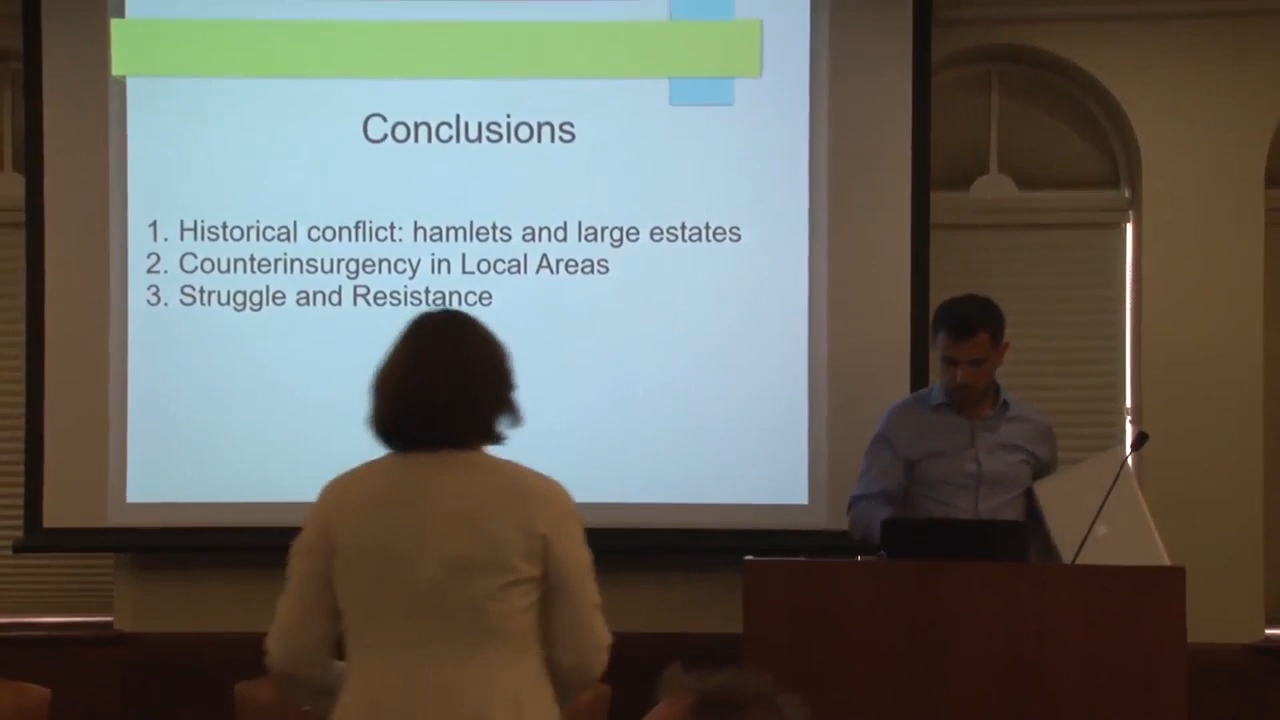 Conclusions
1. Historical conflict: hamlets and large estates
2. Counterinsurgency in Local Areas
3. Struggle and Resistance